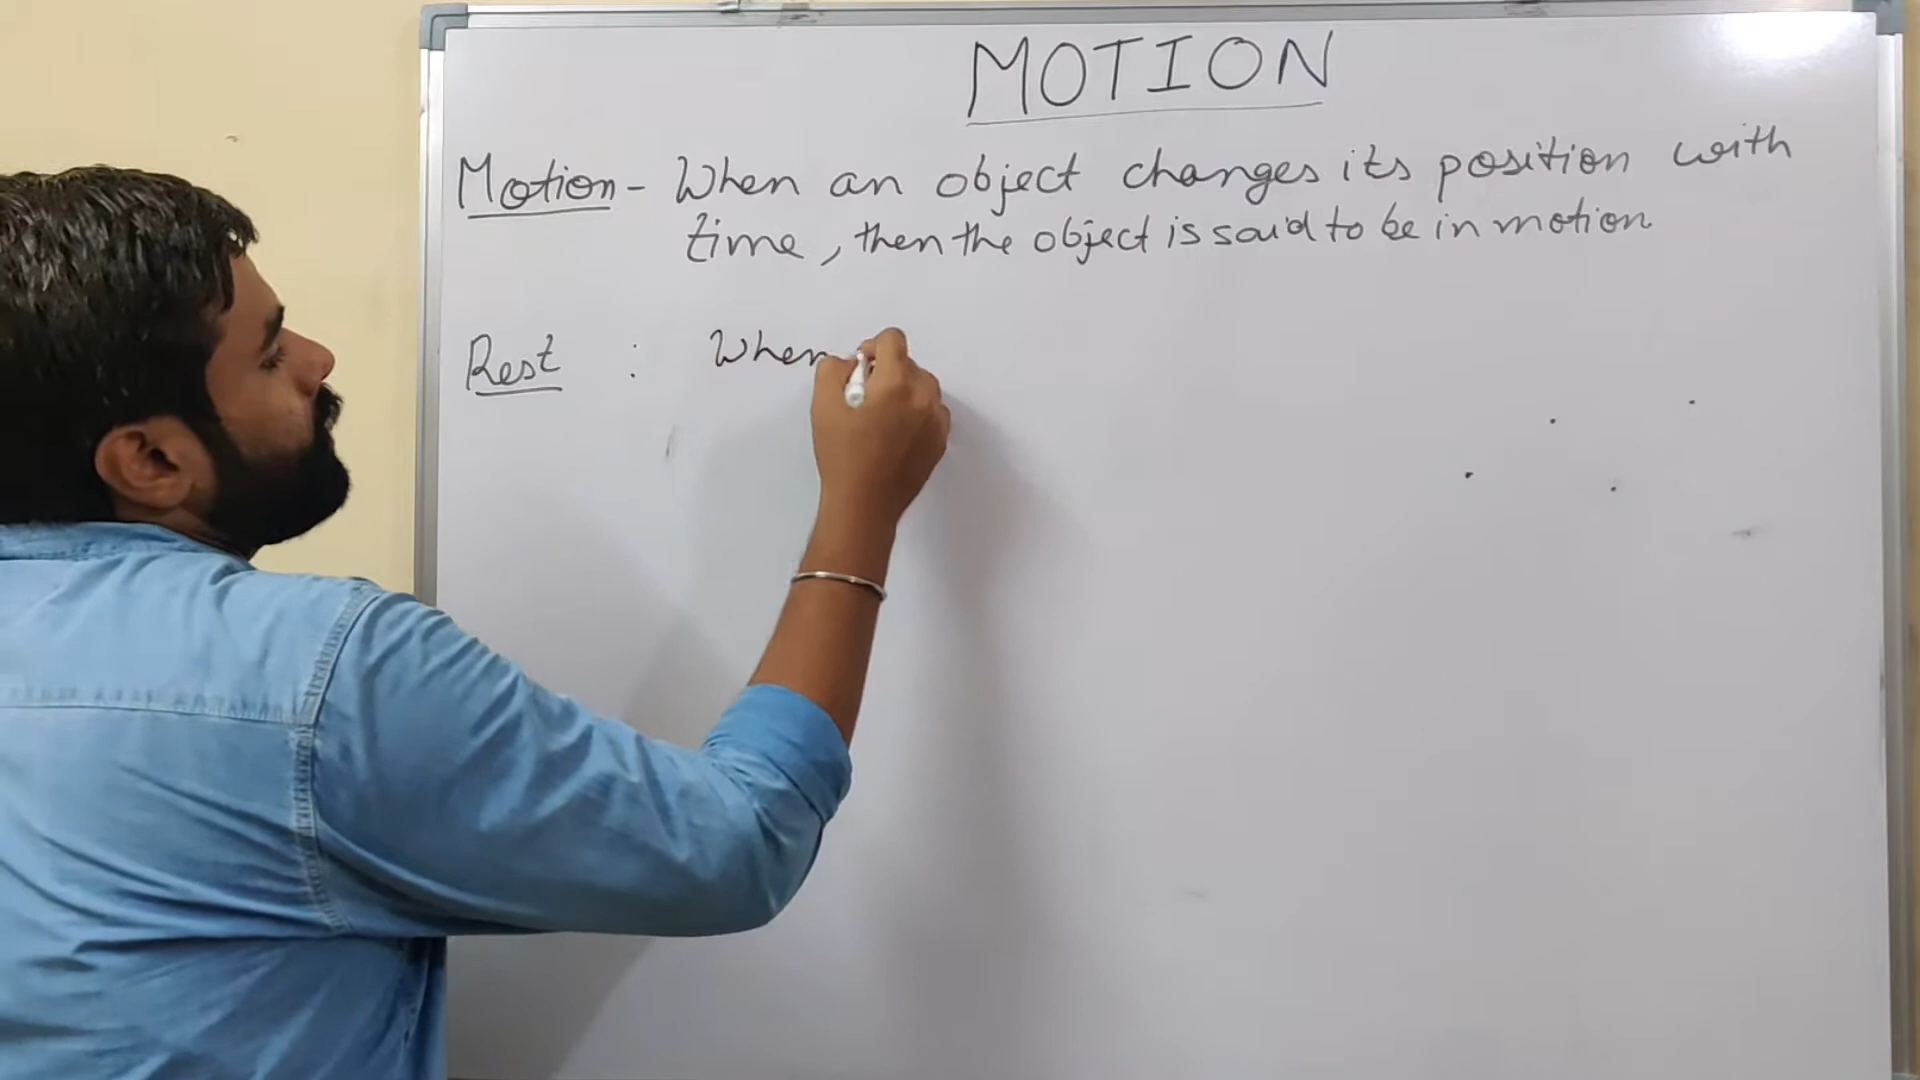 MOTION
Motion - When an object changes its position with
time, then the object is said to be in motion
Rest : When